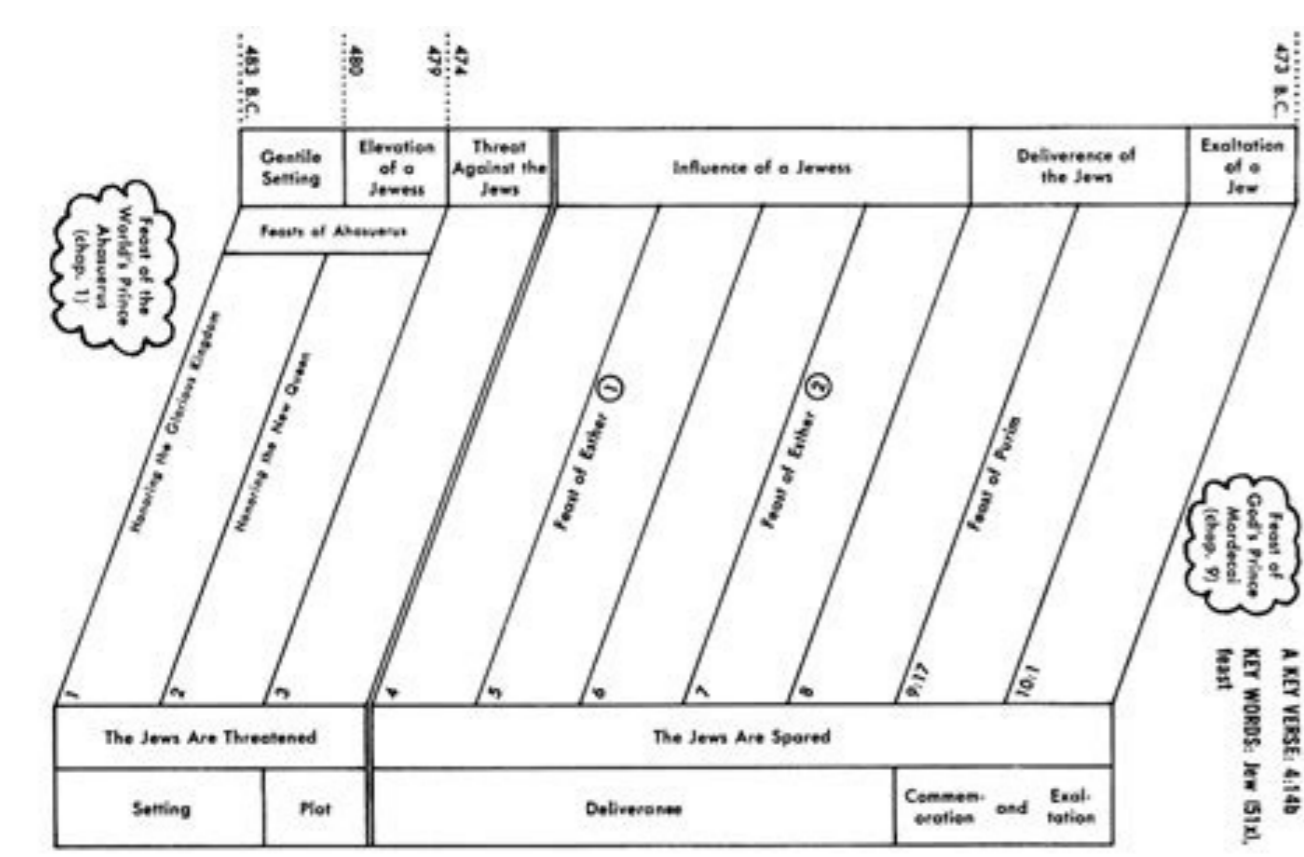 483 B.C.
480
479
474
473 B.C.
Gentile
Setting
Elevation
of a
Jewess
Threat
Against the
Jews
Influence of a Jewess
Deliverence of
the Jews
Exaltation
of a
Jew
Feasts of Ahasuerus
Feast of the
World's Prince
Ahasuerus
(chap. 1)
Honoring the Glorious Kingdom
Honoring the New Queen
Feast of Esther 1
Feast of Esther 2
Feast of Purim
Feast of
God's Prince
Mordecai
(chap. 9)
A KEY VERSE: 4:14b
KEY WORDS: Jew (51x),
feast
1
2
3
4
5
6
7
8
9:17
10:1
The Jews Are Threatened
The Jews Are Spared
Setting
Plot
Deliverance
Commem-
oration
and
Exal-
tation